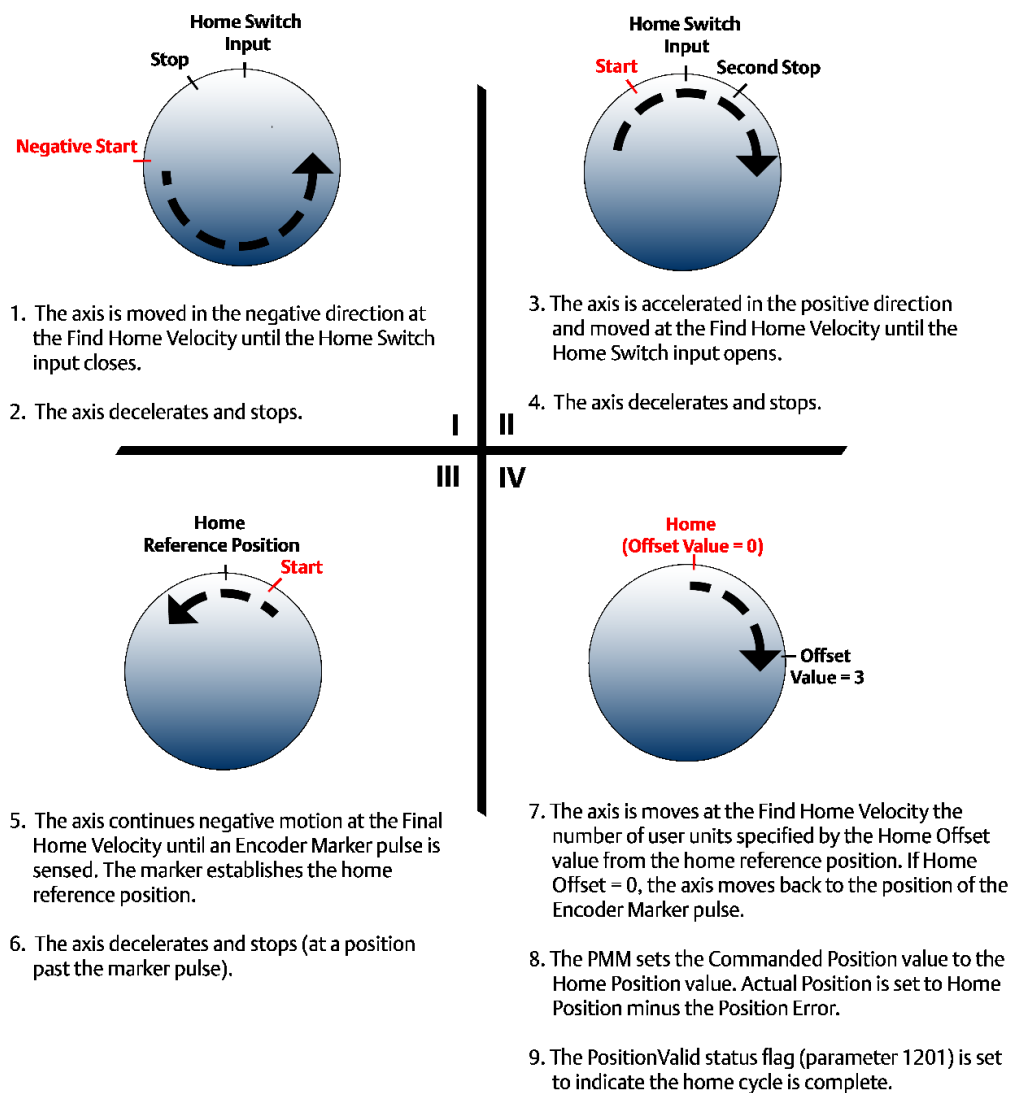 Home Switch
Input
Stop
Negative Start
1. The axis is moved in the negative direction at
the Find Home Velocity until the Home Switch
input closes.
2. The axis decelerates and stops.
I
Home Switch
Input
Start
Second Stop
3. The axis is accelerated in the positive direction
and moved at the Find Home Velocity until the
Home Switch input opens.
4. The axis decelerates and stops.
II
III
Home
Reference Position
Start
5. The axis continues negative motion at the Final
Home Velocity until an Encoder Marker pulse is
sensed. The marker establishes the home
reference position.
6. The axis decelerates and stops (at a position
past the marker pulse).
IV
Home
(Offset Value = 0)
Offset
Value = 3
7. The axis is moves at the Find Home Velocity the
number of user units specified by the Home Offset
value from the home reference position. If Home
Offset = 0, the axis moves back to the position of the
Encoder Marker pulse.
8. The PMM sets the Commanded Position value to the
Home Position value. Actual Position is set to Home
Position minus the Position Error.
9. The PositionValid status flag (parameter 1201) is set
to indicate the home cycle is complete.